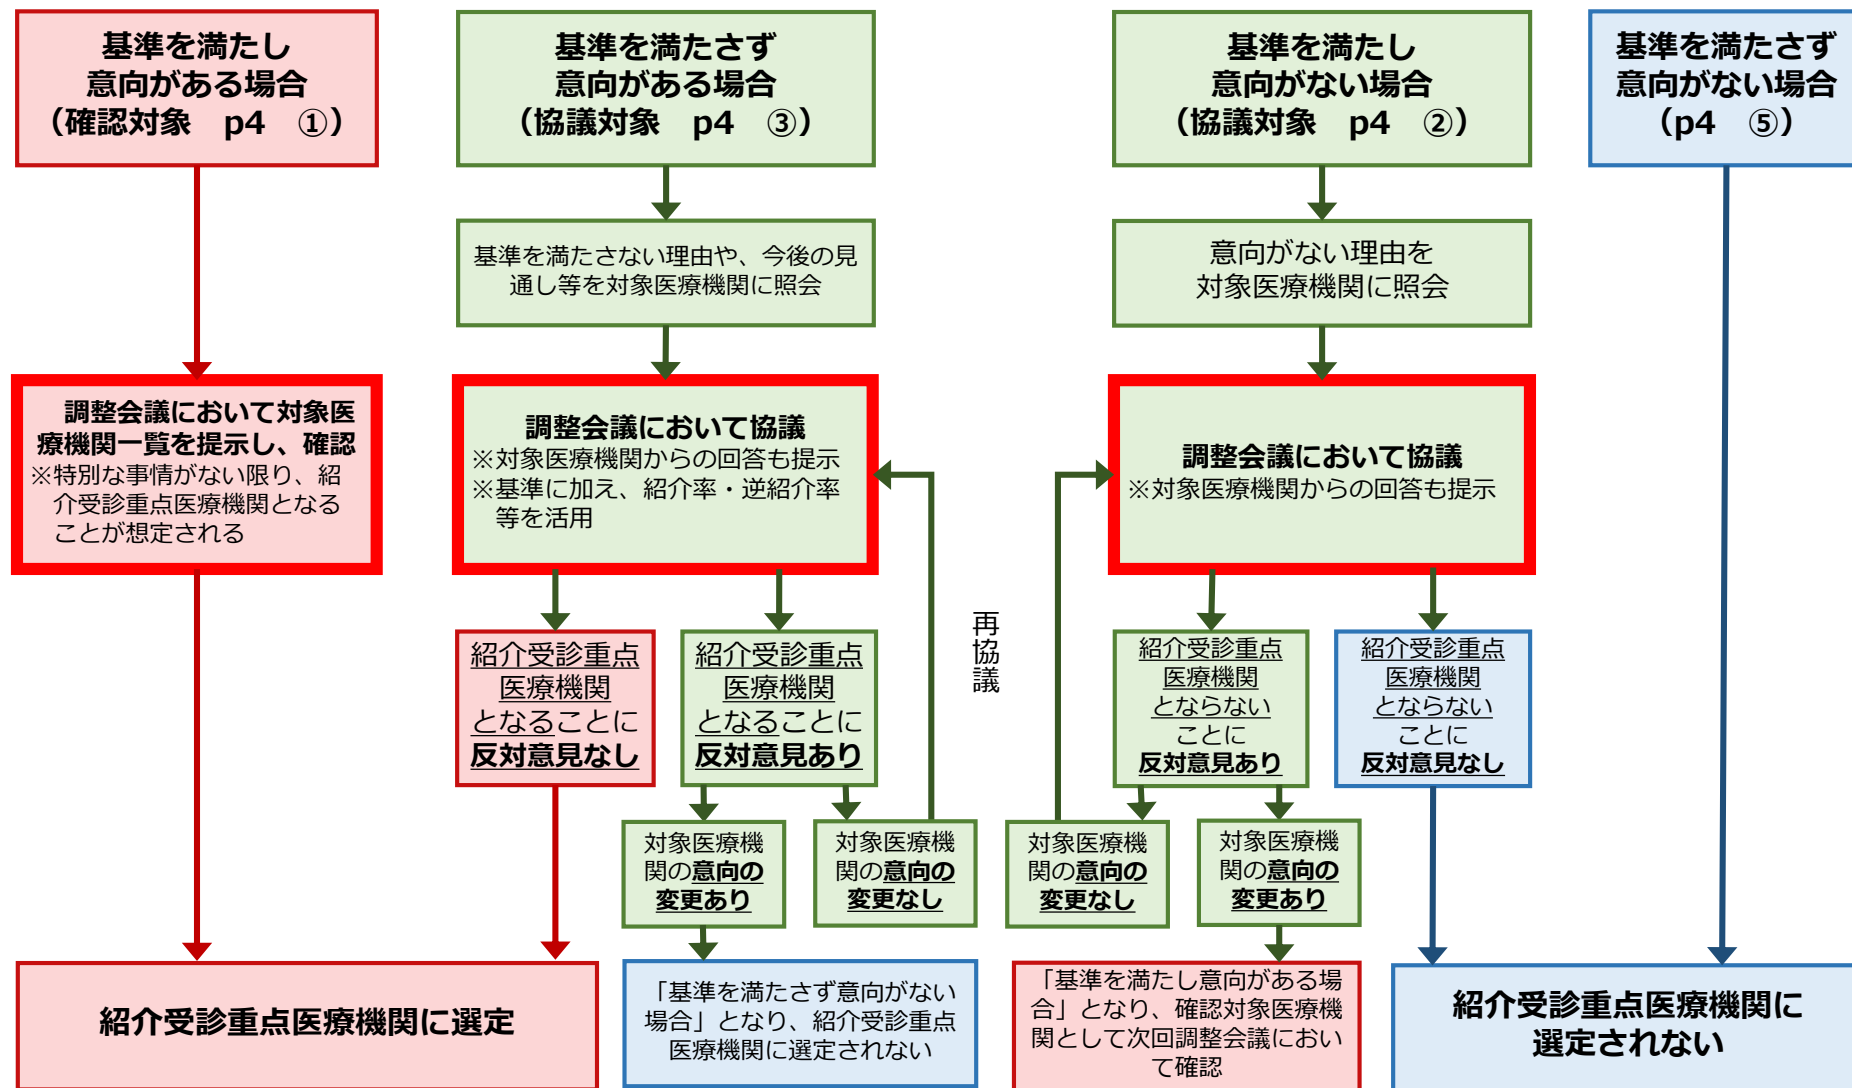 基準を満たし
意向がある場合
（確認対象　p4　①）
基準を満たさず
意向がある場合
（協議対象　p4　③）
基準を満たし
意向がない場合
（協議対象　p4　②）
基準を満たさず
意向がない場合
（p4　⑤）
基準を満たさない理由や、今後の見
通し等を対象医療機関に照会
意向がない理由を
対象医療機関に照会
調整会議において対象医
療機関一覧を提示し、確認
※特別な事情がない限り、紹
介受診重点医療機関となる
ことが想定される
調整会議において協議
※対象医療機関からの回答も提示
※基準に加え、紹介率・逆紹介率
等を活用
調整会議において協議
※対象医療機関からの回答も提示
紹介受診重点
医療機関
となることに
反対意見なし
紹介受診重点
医療機関
となることに
反対意見あり
再協議
紹介受診重点
医療機関
とならない
ことに
反対意見あり
紹介受診重点
医療機関
とならない
ことに
反対意見なし
対象医療機
関の意向の
変更あり
対象医療機
関の意向の
変更なし
対象医療機
関の意向の
変更なし
対象医療機
関の意向の
変更あり
紹介受診重点医療機関に選定
「基準を満たさず意向がない
場合」となり、紹介受診重点
医療機関に選定されない
「基準を満たし意向がある場
合」となり、確認対象医療機
関として次回調整会議におい
て確認
紹介受診重点医療機関に
選定されない